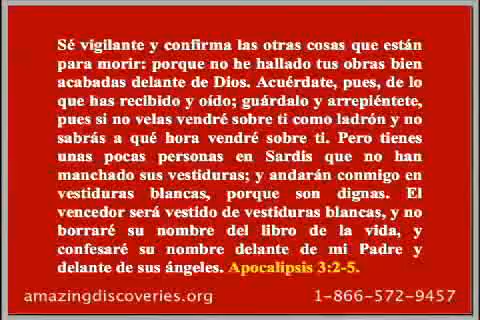 Sé vigilante y confirma las otras cosas que están
para morir: porque no he hallado tus obras bien
acabadas delante de Dios. Acuérdate, pues, de lo
que has recibido y oído; guárdalo y arrepiéntete,
pues si no velas vendré sobre ti como ladrón y no
sabrás a qué hora vendré sobre ti. Pero tienes
unas pocas personas en Sardis que no han
manchado sus vestiduras; y andarán conmigo en
vestiduras blancas, porque son dignas. El
vencedor será vestido de vestiduras blancas, y no
borraré su nombre del libro de la vida, y
confesaré su nombre delante de mi Padre y
delante de sus ángeles. Apocalipsis 3:2-5.
amazingdiscoveries.org 1-866-572-9457